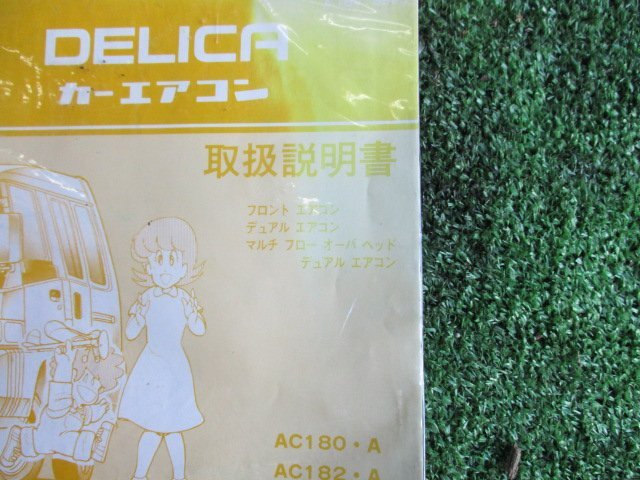 DELICA
カーエアコン
取扱説明書
フロント エアコン
デュアル エアコン
マルチ フロー オーバ ヘッド
デュアル エアコン
AC180・A
AC182・A